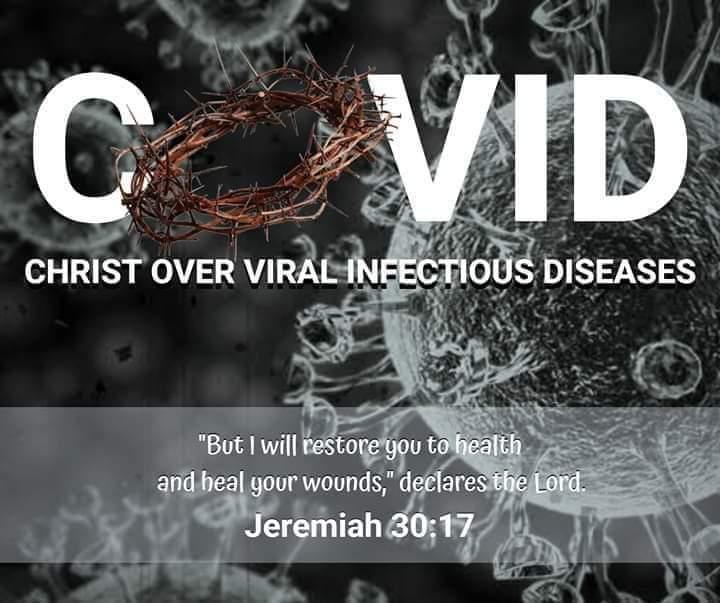 COVID
CHRIST OVER VIRAL INFECTIOUS DISEASES
"But I will restore you to health
and heal your wounds," declares the Lord.
Jeremiah 30:17